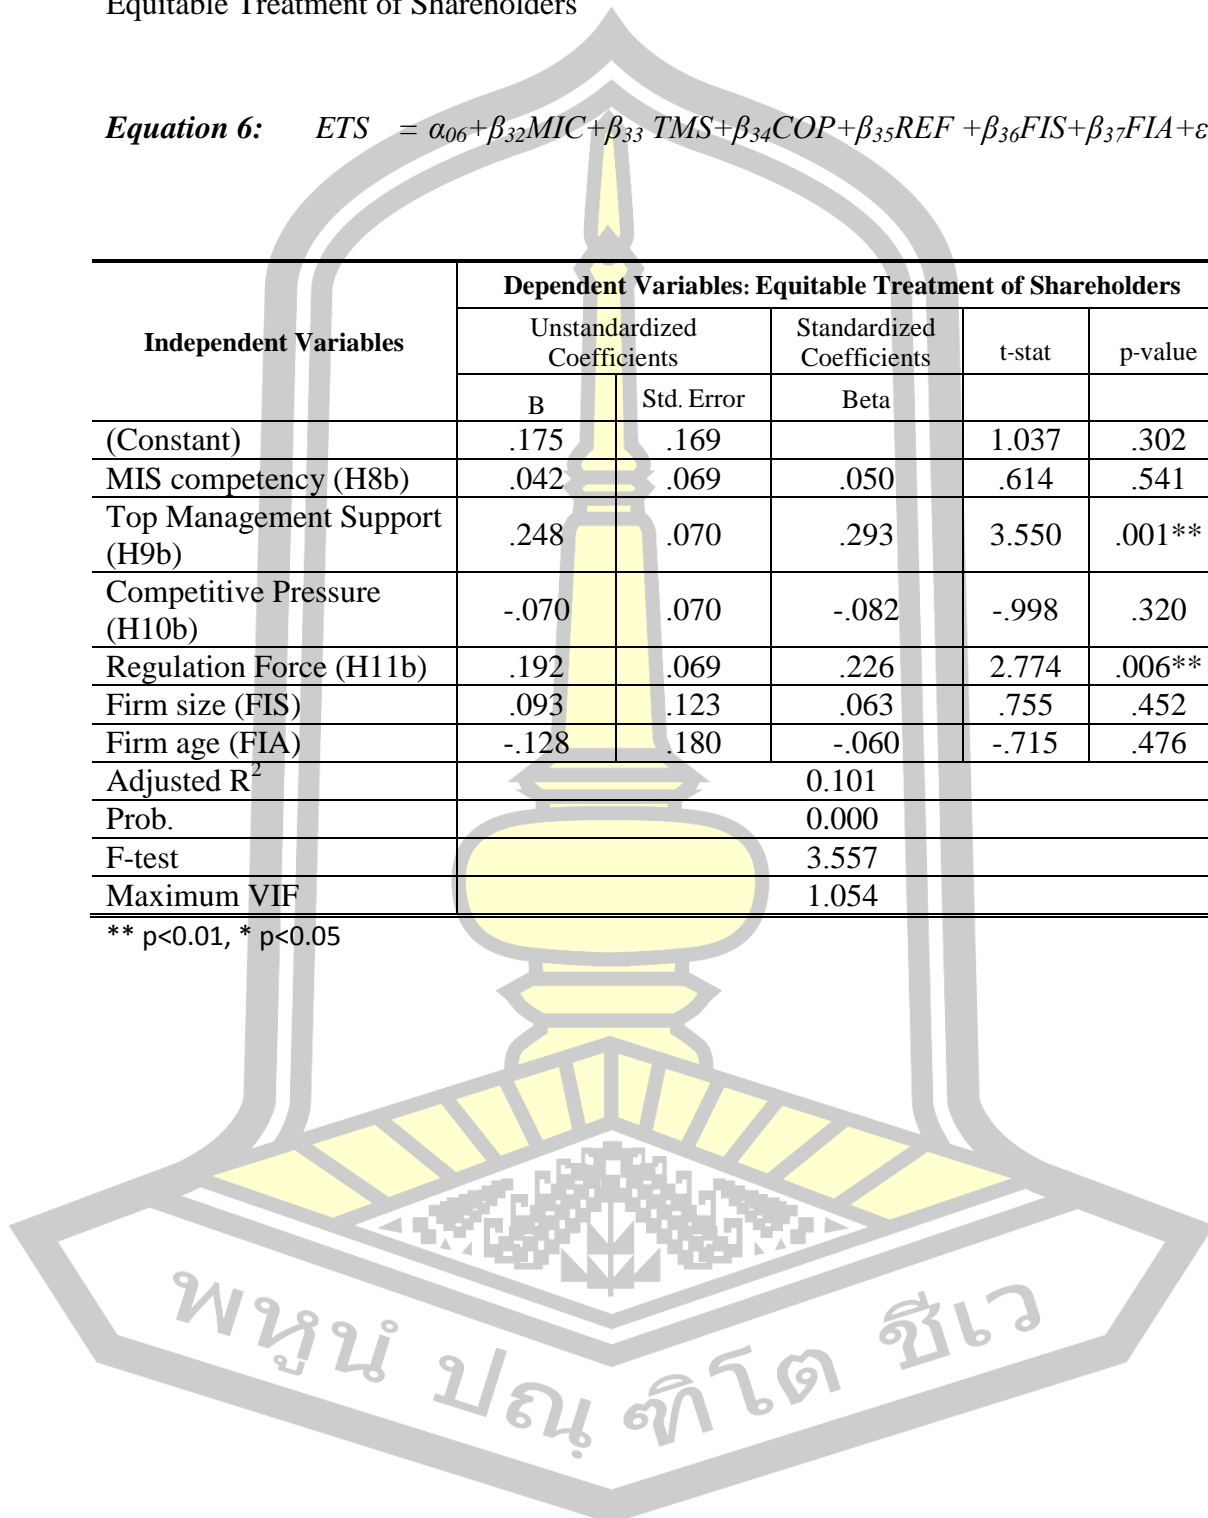 Equitable Treatment of Shareholders
Equation 6: ETS = α06+β32MIC+β33 TMS+β34COP+β35REF +β36FIS+β37FIA+ε
Independent Variables
Dependent Variables: Equitable Treatment of Shareholders
Unstandardized Coefficients
Standardized Coefficients
t-stat
p-value
B
Std. Error
Beta
(Constant) .175 .169 1.037 .302
MIS competency (H8b) .042 .069 .050 .614 .541
Top Management Support (H9b) .248 .070 .293 3.550 .001**
Competitive Pressure (H10b) -.070 .070 -.082 -.998 .320
Regulation Force (H11b) .192 .069 .226 2.774 .006**
Firm size (FIS) .093 .123 .063 .755 .452
Firm age (FIA) -.128 .180 -.060 -.715 .476
Adjusted R2 0.101
Prob. 0.000
F-test 3.557
Maximum VIF 1.054
** p<0.01, * p<0.05
พหูนํ ปณฺ ฑิโต ชีเว